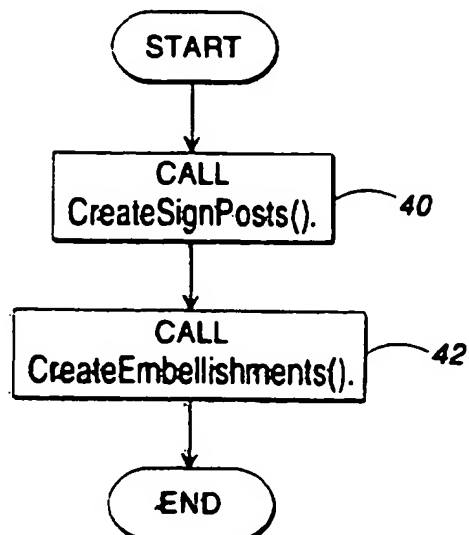 START
CALL
CreateSignPosts().
40
CALL
CreateEmbellishments().
42
END